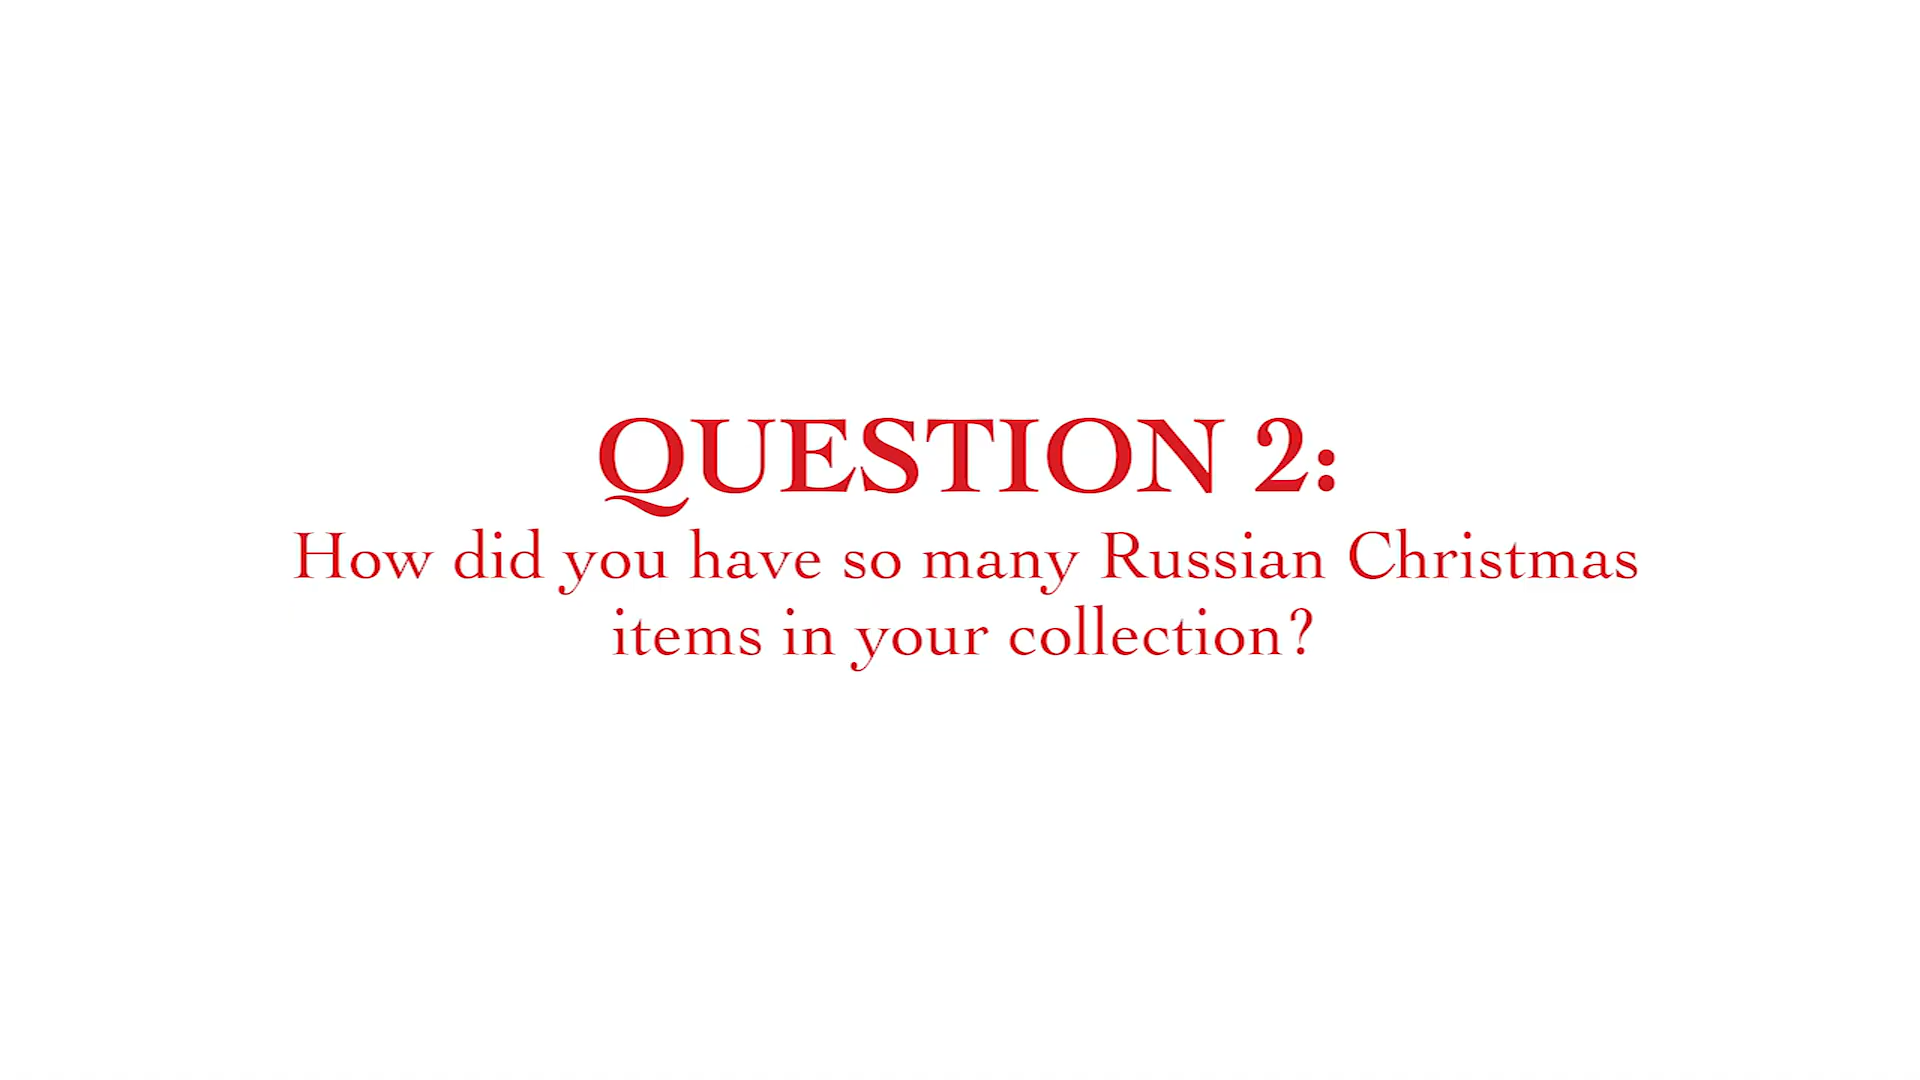 QUESTION 2:
How did you have so many Russian Christmas
items in your collection?